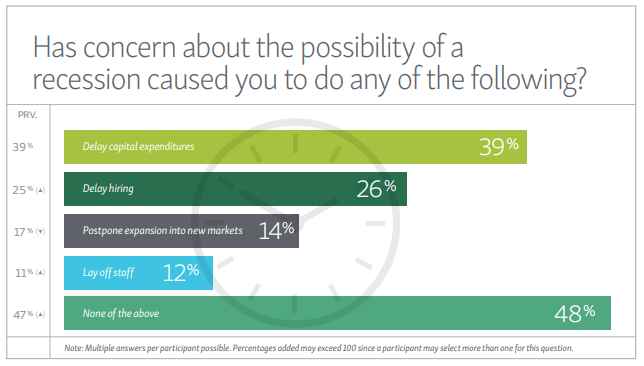 Has concern about the possibility of a
recession caused you to do any of the following?
PRV.
39% Delay capital expenditures 39%
25% (▲) Delay hiring 26%
17% (▼) Postpone expansion into new markets 14%
11% (▲) Lay off staff 12%
47% (▲) None of the above 48%
Note: Multiple answers per participant possible. Percentages added may exceed 100 since a participant may select more than one for this question.